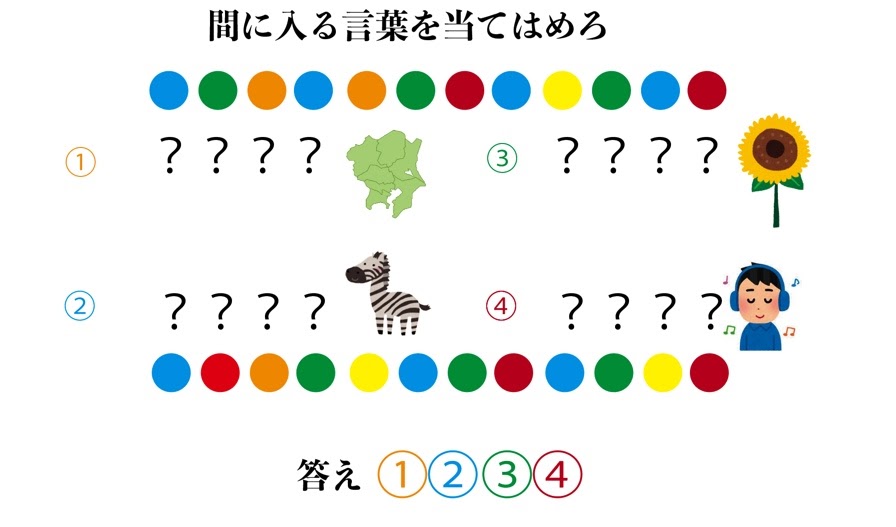 間に入る言葉を当てはめろ
① ? ? ? ?
③ ? ? ? ?
② ? ? ? ?
④ ? ? ? ?
答え ①②③④